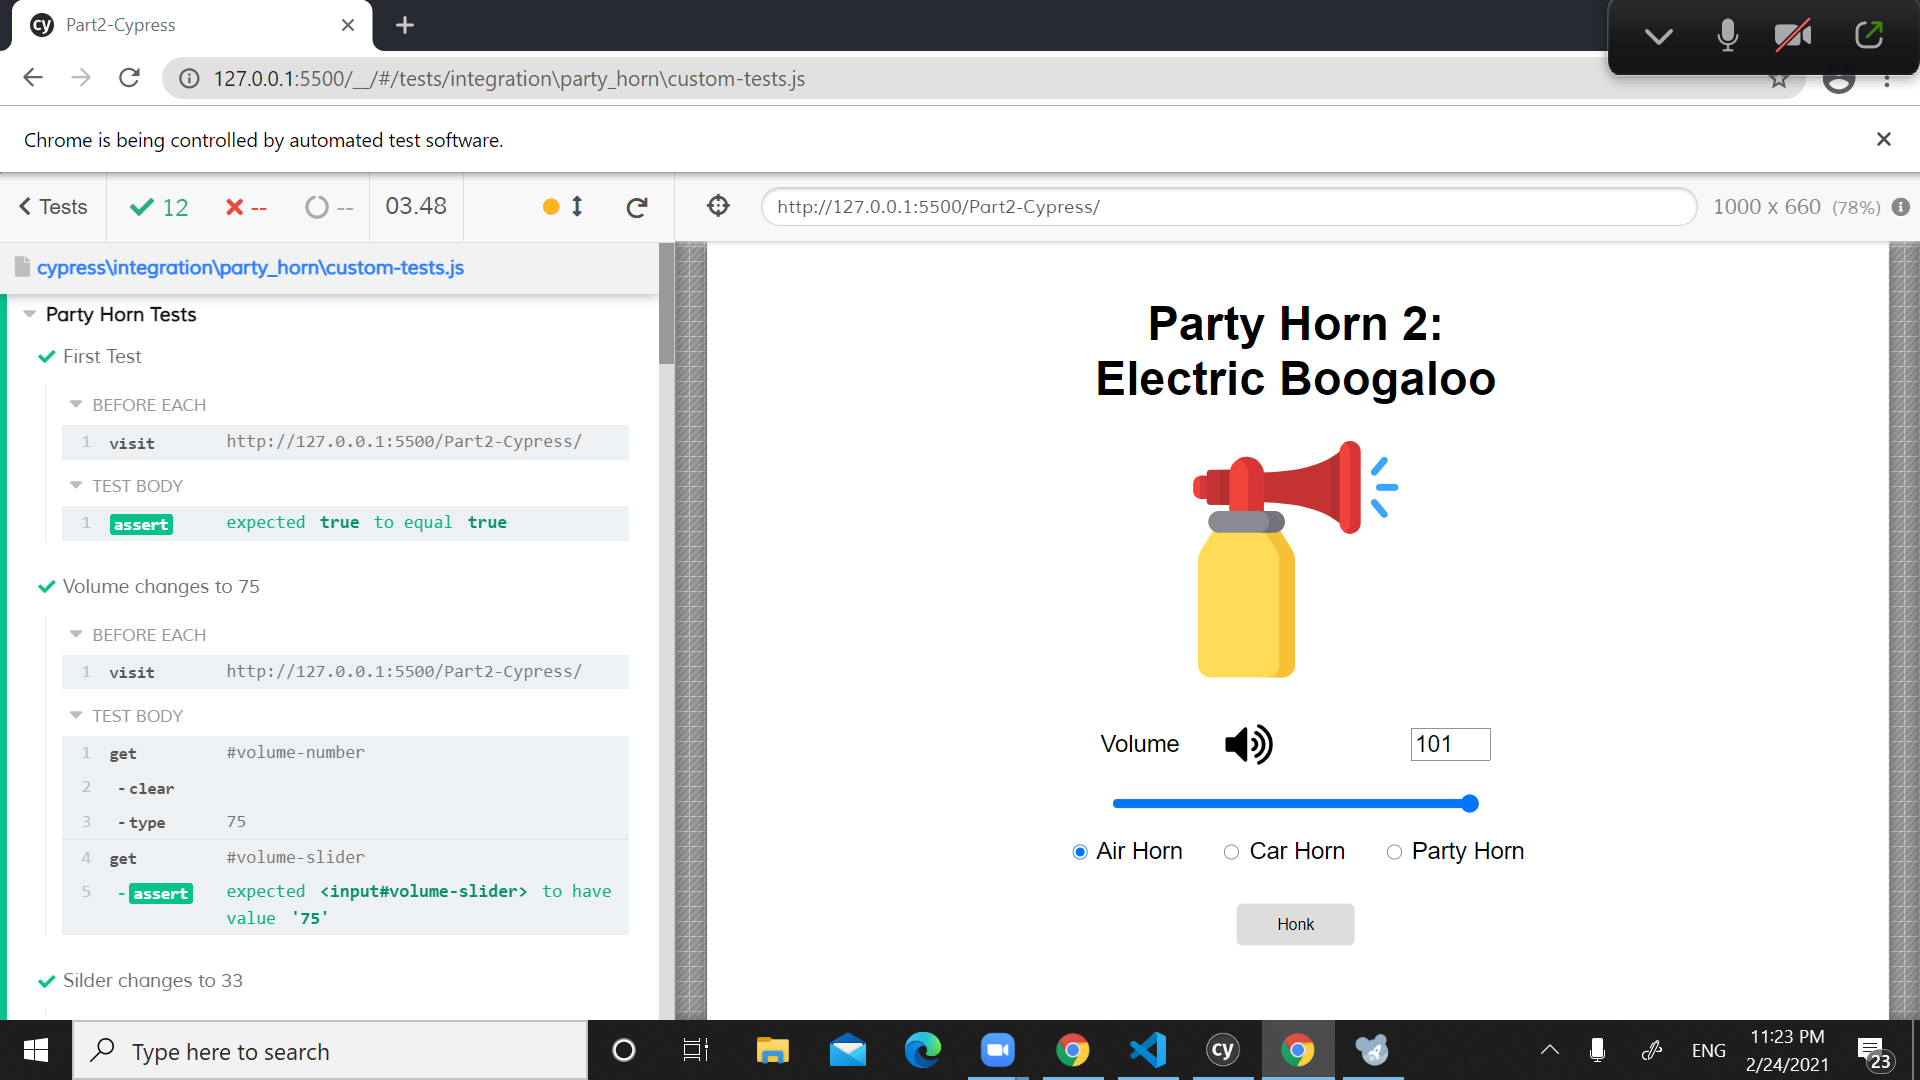 cy Part2-Cypress
127.0.0.1:5500/__/#/tests/integration\party_horn\custom-tests.js
Chrome is being controlled by automated test software.
Tests 12 -- -- 03.48 http://127.0.0.1:5500/Part2-Cypress/ 1000 x 660 (78%)
cypress\integration\party_horn\custom-tests.js
Party Horn Tests
First Test
BEFORE EACH
1 visit http://127.0.0.1:5500/Part2-Cypress/
TEST BODY
1 assert expected true to equal true
Volume changes to 75
BEFORE EACH
1 visit http://127.0.0.1:5500/Part2-Cypress/
TEST BODY
1 get #volume-number
2 -clear
3 -type 75
4 get #volume-slider
5 -assert expected <input#volume-slider> to have
value '75'
Silder changes to 33
Party Horn 2:
Electric Boogaloo
Volume 101
Air Horn Car Horn Party Horn
Honk
Type here to search
cy
ENG
11:23 PM
2/24/2021
23